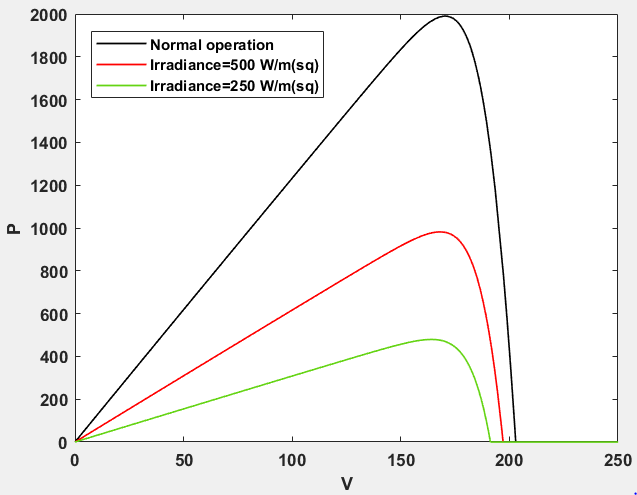 2000
1800
1600
1400
1200
1000
800
600
400
200
0
P
Normal operation
Irradiance=500 W/m(sq)
Irradiance=250 W/m(sq)
0 50 100 150 200 250
V